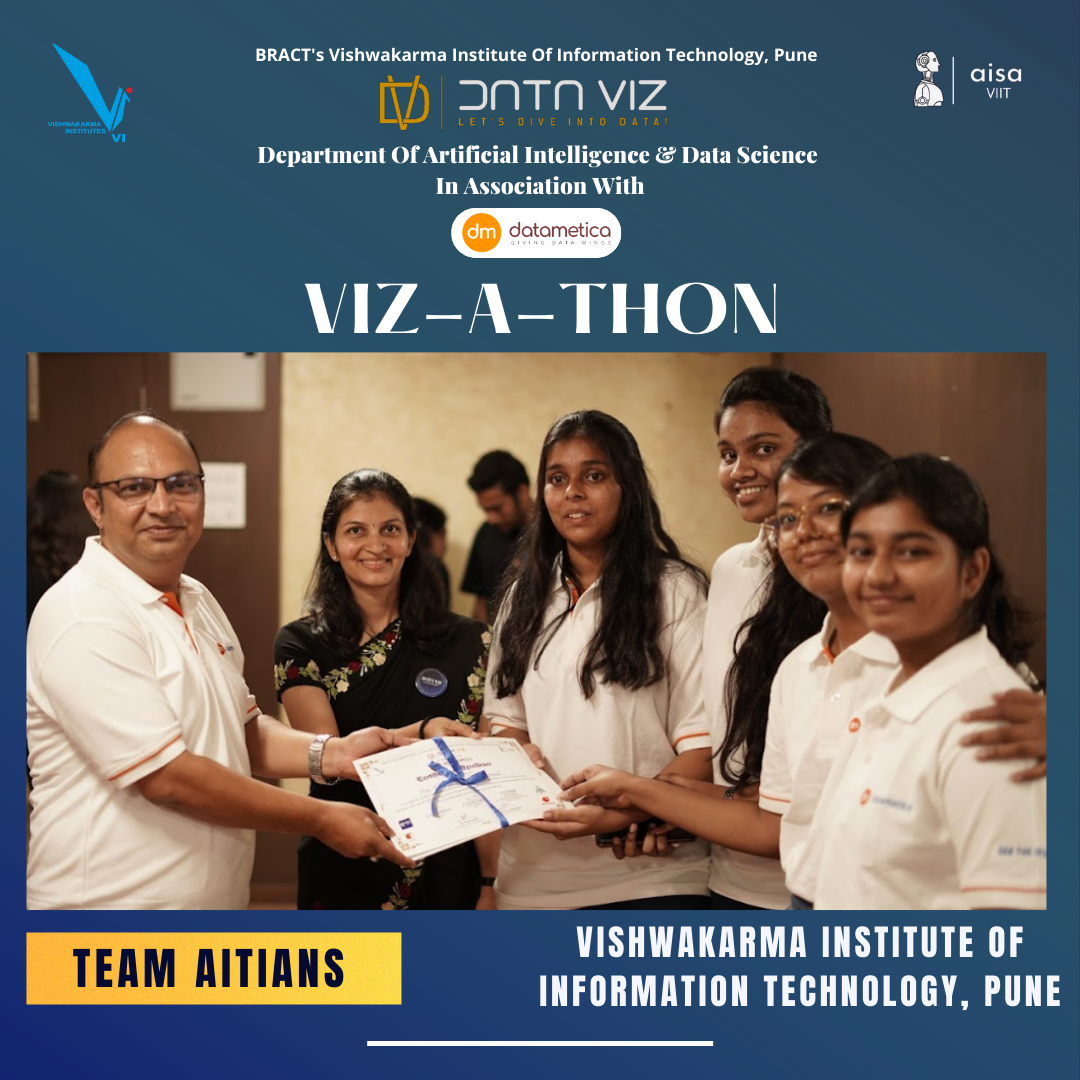 BRACT's Vishwakarma Institute Of Information Technology, Pune
VISHWAKARMA
INSTITUTES
VI
DV
DATA VIZ
LET'S DIVE INTO DATA!
aisa
VIIT
Department Of Artificial Intelligence & Data Science
In Association With
dm datametica
GIVING DATA WINGS
VIZ-A-THON
dm
TEAM AITIANS
VISHWAKARMA INSTITUTE OF
INFORMATION TECHNOLOGY, PUNE